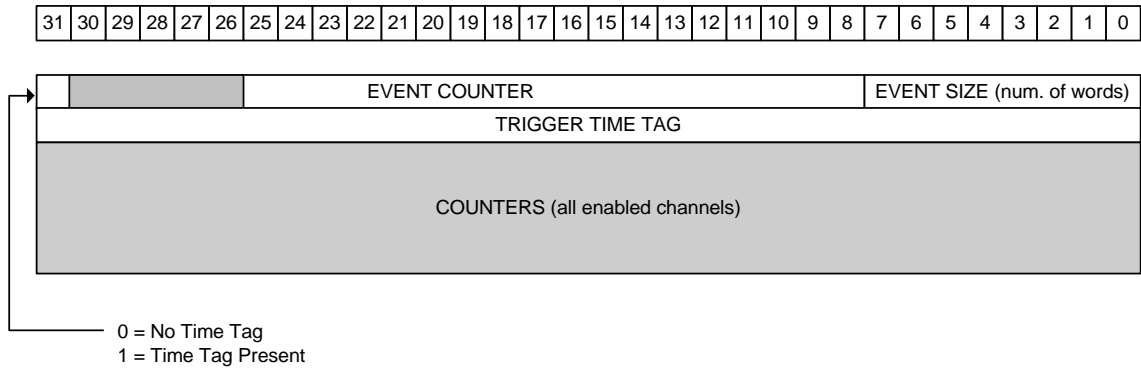 31 30 29 28 27 26 25 24 23 22 21 20 19 18 17 16 15 14 13 12 11 10 9 8 7 6 5 4 3 2 1 0
EVENT COUNTER EVENT SIZE (num. of words)
TRIGGER TIME TAG
COUNTERS (all enabled channels)
0 = No Time Tag
1 = Time Tag Present